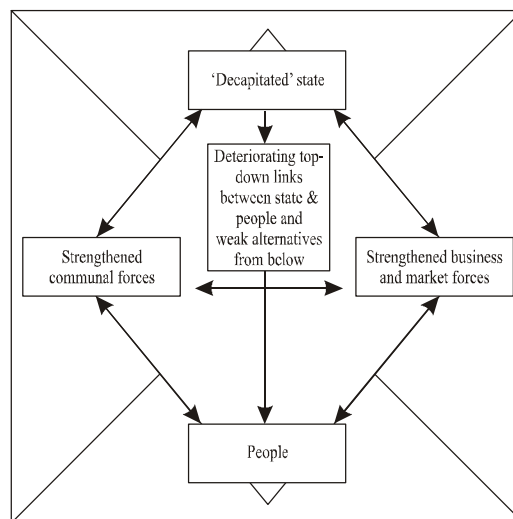 ‘Decapitated’ state
Deteriorating top-
down links
between state &
people and
weak alternatives
from below
Strengthened
communal forces
Strengthened business
and market forces
People